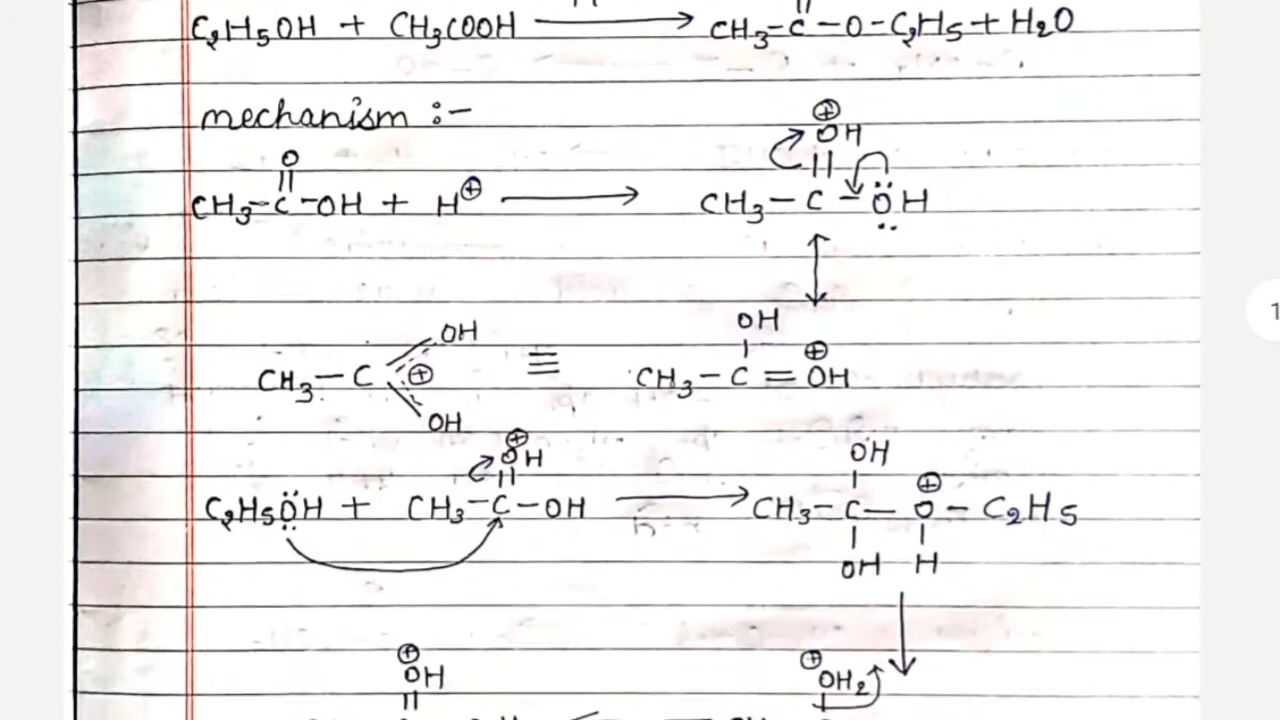 C₂H₅OH + CH₃COOH ⟶ CH₃-C-O-C₂H₅ + H₂O
mechanism :-
O
||
CH₃-C-OH + H⊕ ⟶
⊕
OH
||
CH₃-C-ÖH
↕
OH
CH₃-C ⊕
OH
≡
OH
|
⊕
CH₃-C=OH
⊕
OH
||
C₂H₅ÖH + CH₃-C-OH ⟶
OH
|
⊕
CH₃-C-O-C₂H₅
| |
OH H
↓
⊕
OH
||
⊕
OH₂
1